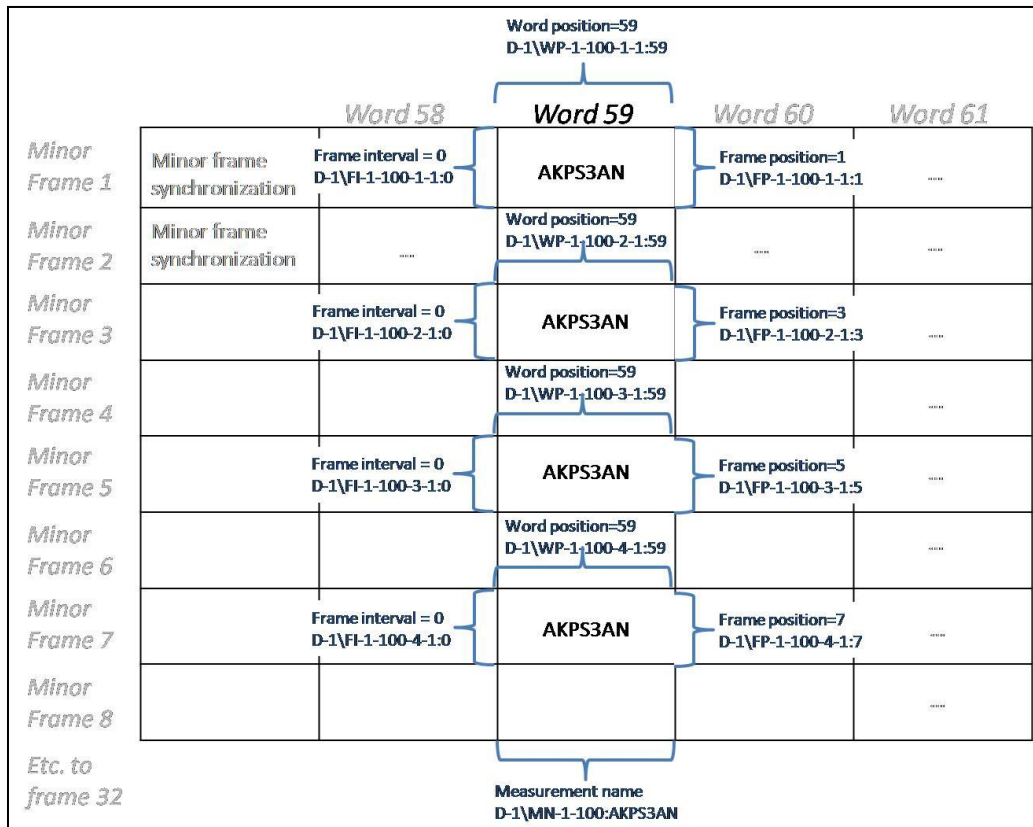 Word position=59
D-1\WP-1-100-1-1:59
Word 58
Word 59
Word 60
Word 61
Minor
Frame 1
Minor frame
synchronization
Frame interval = 0
D-1\FI-1-100-1-1:0
AKPS3AN
Frame position=1
D-1\FP-1-100-1-1:1
....
Minor
Frame 2
Minor frame
synchronization
....
Word position=59
D-1\WP-1-100-2-1:59
....
....
Minor
Frame 3
Frame interval = 0
D-1\FI-1-100-2-1:0
AKPS3AN
Frame position=3
D-1\FP-1-100-2-1:3
....
Minor
Frame 4
Word position=59
D-1\WP-1-100-3-1:59
....
Minor
Frame 5
Frame interval = 0
D-1\FI-1-100-3-1:0
AKPS3AN
Frame position=5
D-1\FP-1-100-3-1:5
....
Minor
Frame 6
Word position=59
D-1\WP-1-100-4-1:59
Minor
Frame 7
Frame interval = 0
D-1\FI-1-100-4-1:0
AKPS3AN
Frame position=7
D-1\FP-1-100-4-1:7
....
Minor
Frame 8
....
Etc. to
frame 32
Measurement name
D-1\MN-1-100:AKPS3AN